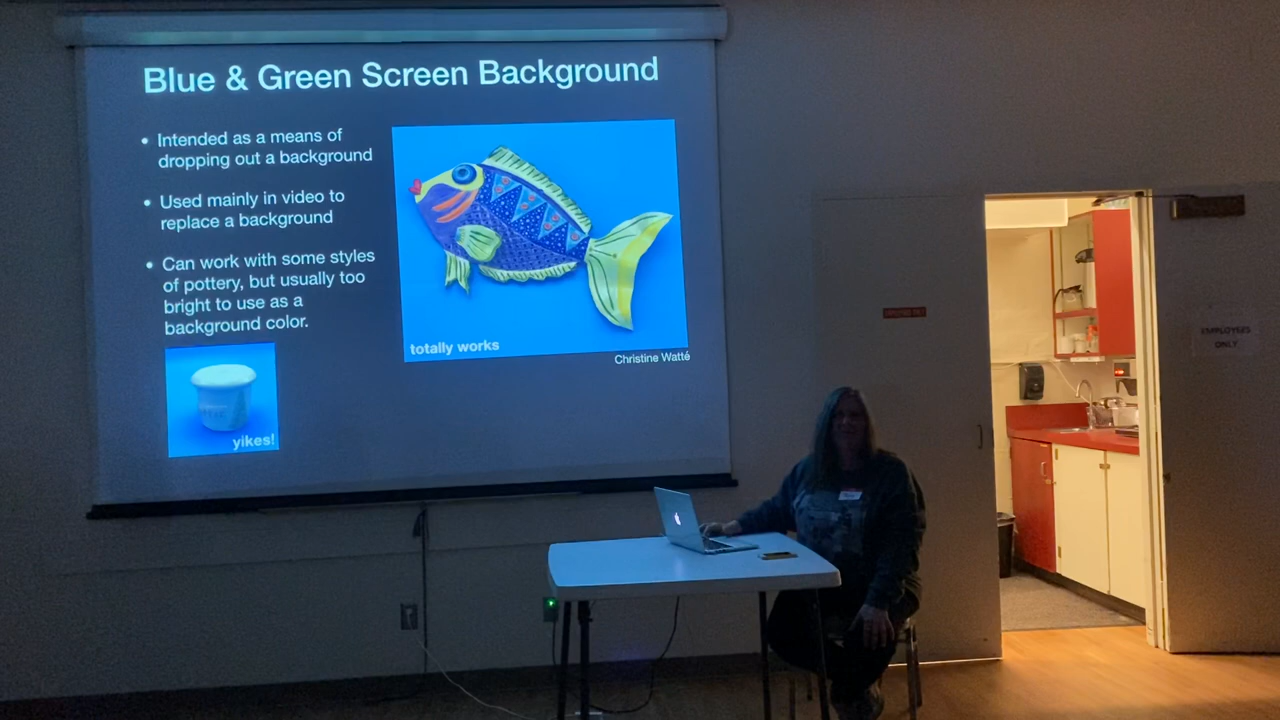 Blue & Green Screen Background
• Intended as a means of
dropping out a background
• Used mainly in video to
replace a background
• Can work with some styles
of pottery, but usually too
bright to use as a
background color.
totally works
Christine Watté
yikes!
EMPLOYEES
ONLY